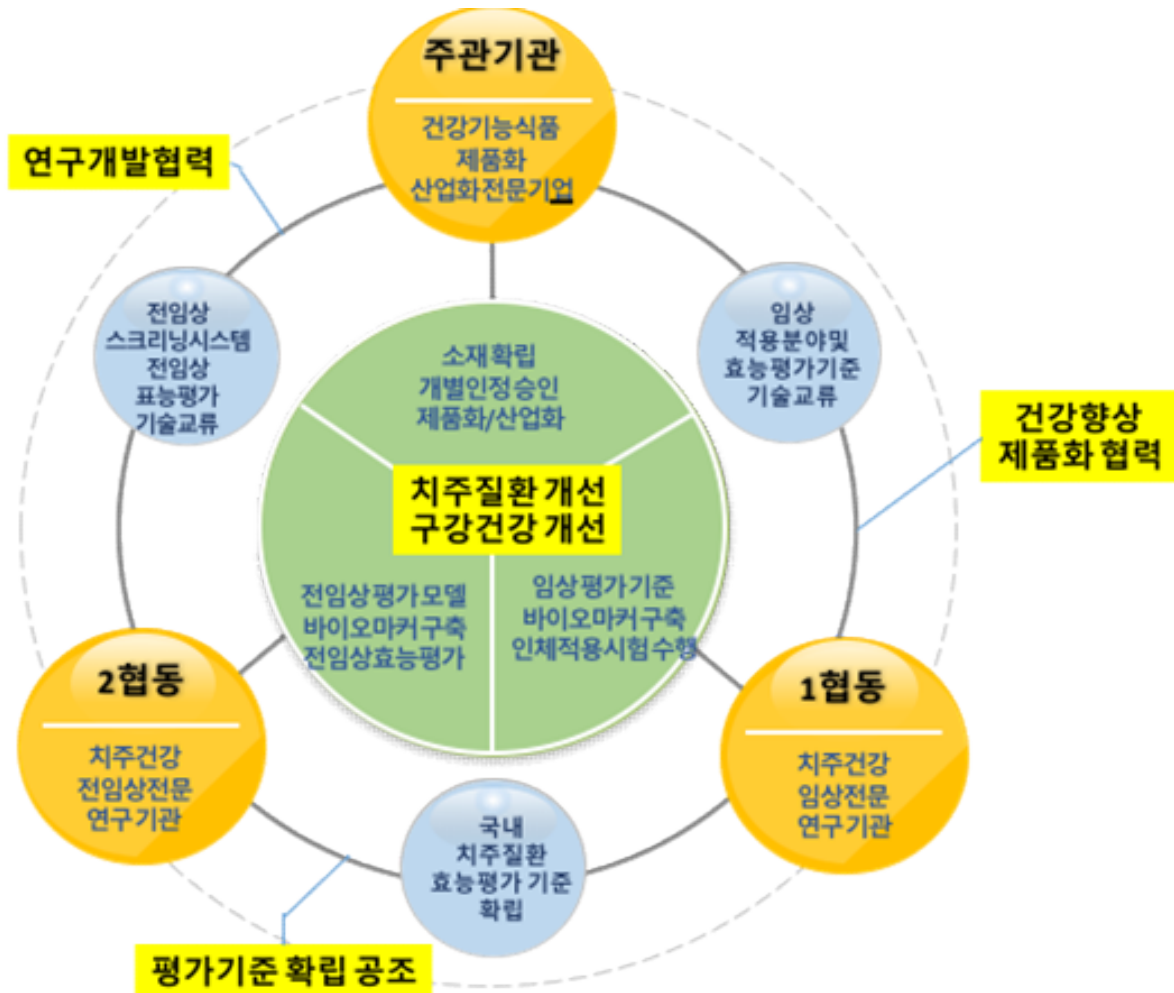 주관기관
건강기능식품
제품화
산업화전문기업
연구개발협력
전임상
스크리닝시스템
전임상
표능평가
기술교류
임상
적용분야및
효능평가기준
기술교류
소재확립
개별인정승인
제품화/산업화
건강향상
제품화 협력
치주질환 개선
구강건강 개선
전임상평가모델
바이오마커구축
전임상효능평가
임상평가기준
바이오마커구축
인체적용시험수행
2협동
치주건강
전임상전문
연구기관
1협동
치주건강
임상전문
연구기관
국내
치주질환
효능평가 기준
확립
평가기준 확립 공조